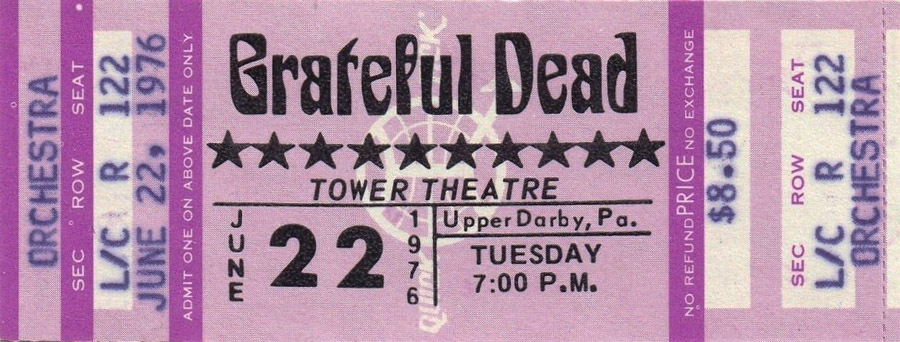 ORCHESTRA
SEC ROW SEAT
L/C R 122
JUNE 22, 1976
ADMIT ONE ON ABOVE DATE ONLY
Grateful Dead
TOWER THEATRE
JUNE
22
1976
Upper Darby, Pa.
TUESDAY
7:00 P.M.
NO REFUND PRICE NO EXCHANGE
$8.50
SEC ROW SEAT
L/C R 122
ORCHESTRA